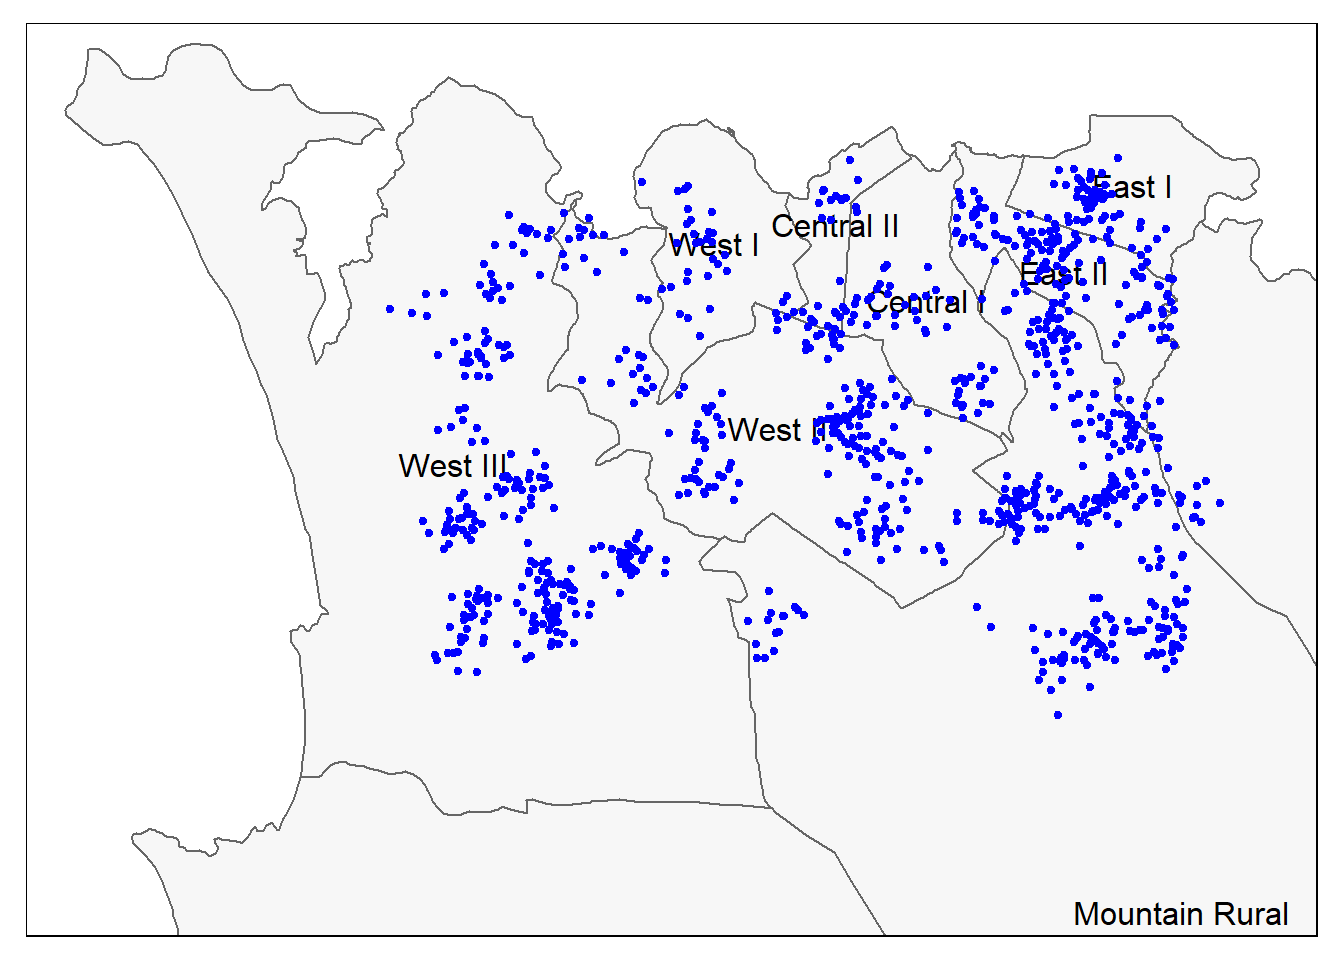 East I
Central II
West I
East II
Central I
West II
West III
Mountain Rural